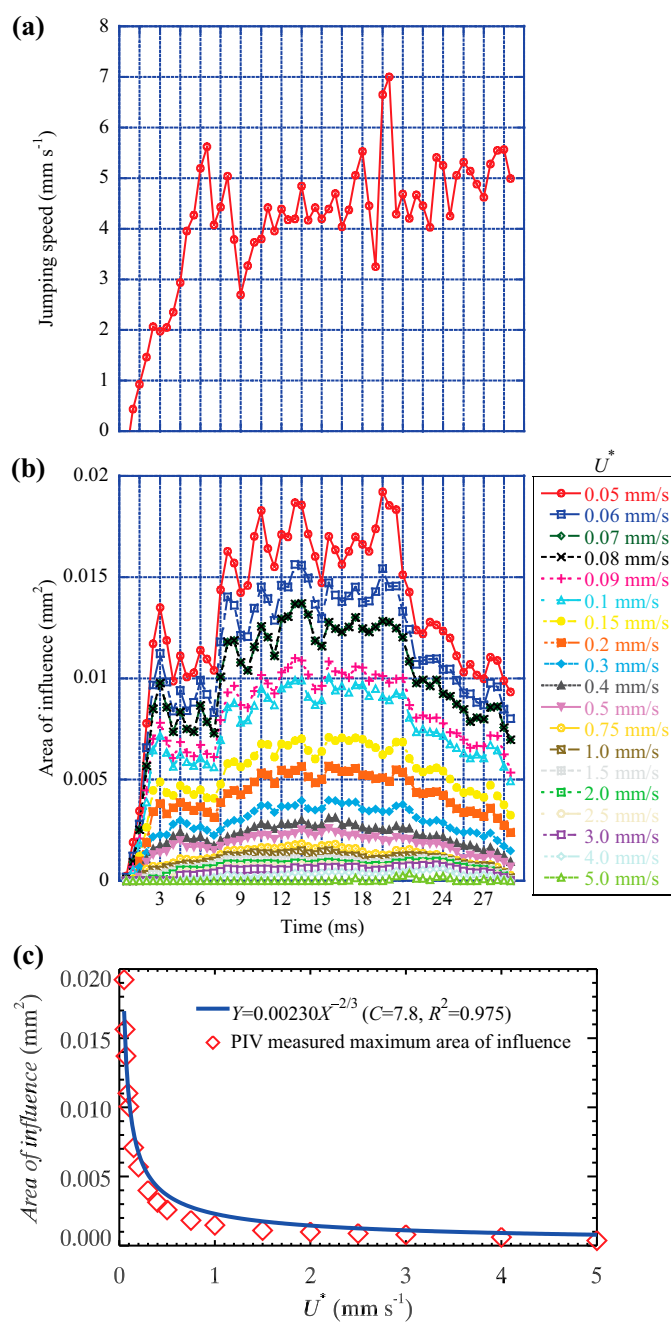 (a)
8
7
6
5
4
3
2
1
0
Jumping speed (mm s⁻¹)
(b)
0.02
0.015
0.01
0.005
0
Area of influence (mm²)
3 6 9 12 15 18 21 24 27
Time (ms)
U*
0.05 mm/s
0.06 mm/s
0.07 mm/s
0.08 mm/s
0.09 mm/s
0.1 mm/s
0.15 mm/s
0.2 mm/s
0.3 mm/s
0.4 mm/s
0.5 mm/s
0.75 mm/s
1.0 mm/s
1.5 mm/s
2.0 mm/s
2.5 mm/s
3.0 mm/s
4.0 mm/s
5.0 mm/s
(c)
0.020
0.015
0.010
0.005
0.000
Area of influence (mm²)
Y=0.00230X⁻²ᐟ³ (C=7.8, R²=0.975)
PIV measured maximum area of influence
0 1 2 3 4 5
U* (mm s⁻¹)